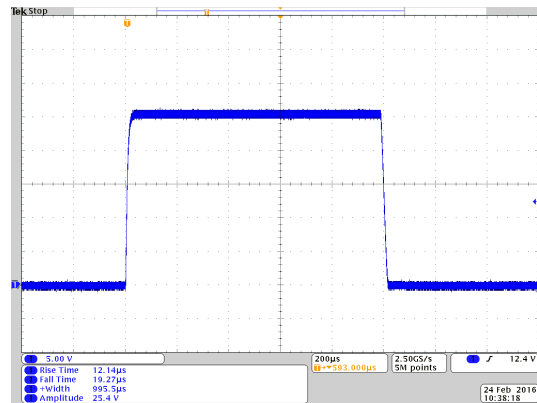 Tek Stop
T
T
T
1
5.00 V
200µs
2.50GS/s
1
12.4 V
T→▼593.000µs
5M points
1 Rise Time 12.14µs
1 Fall Time 19.27µs
1 +Width 995.5µs
1 Amplitude 25.4 V
24 Feb 2016
10:38:18